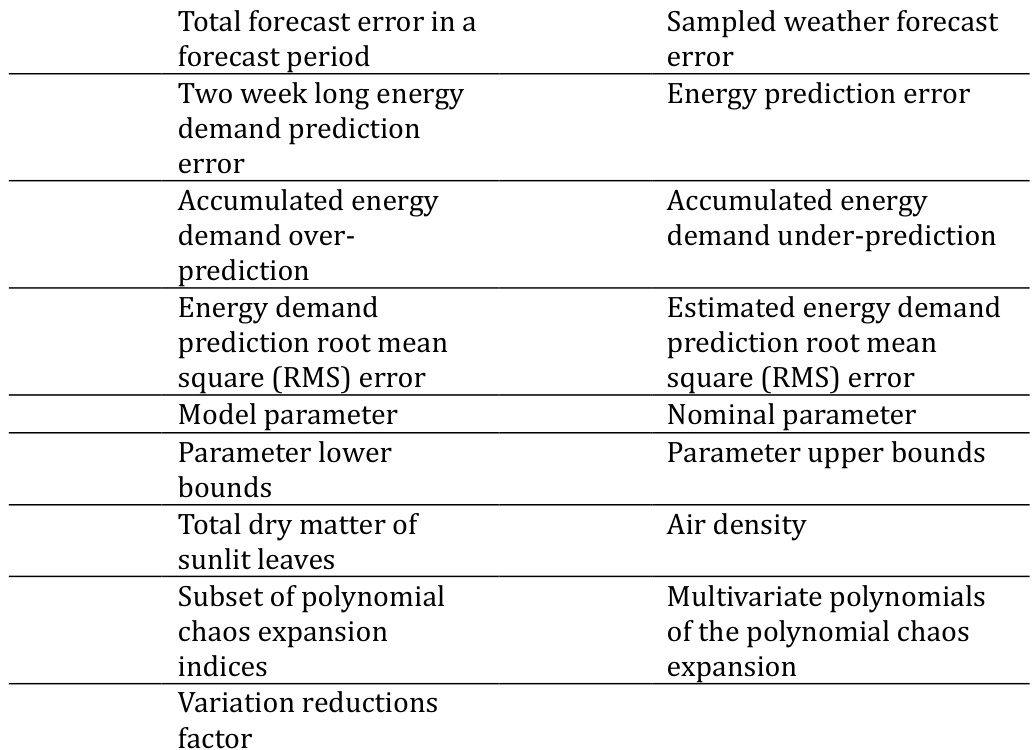 Total forecast error in a
forecast period
Sampled weather forecast
error
Two week long energy
demand prediction
error
Energy prediction error
Accumulated energy
demand over-
prediction
Accumulated energy
demand under-prediction
Energy demand
prediction root mean
square (RMS) error
Estimated energy demand
prediction root mean
square (RMS) error
Model parameter
Nominal parameter
Parameter lower
bounds
Parameter upper bounds
Total dry matter of
sunlit leaves
Air density
Subset of polynomial
chaos expansion
indices
Multivariate polynomials
of the polynomial chaos
expansion
Variation reductions
factor